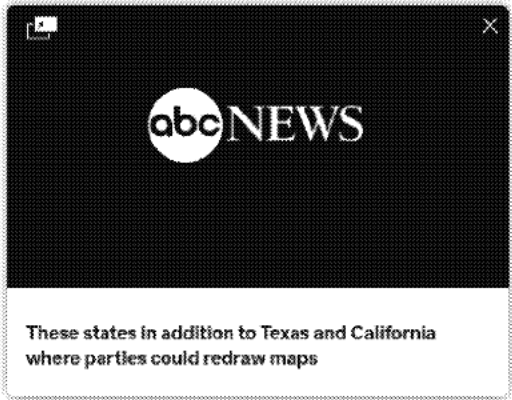 abc NEWS
These states in addition to Texas and California
where parties could redraw maps